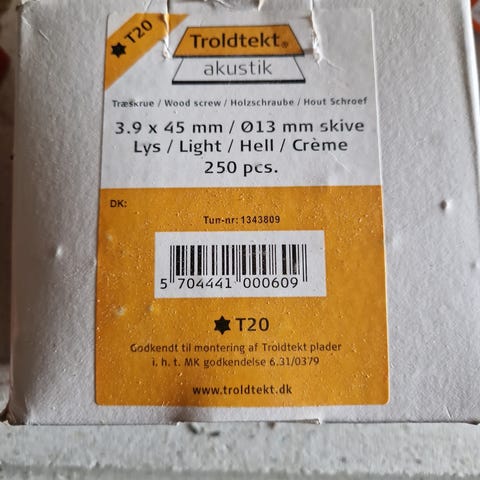 T20
Troldtekt®
akustik
Træskrue / Wood screw / Holzschraube / Hout Schroef
3.9 x 45 mm / Ø13 mm skive
Lys / Light / Hell / Crème
250 pcs.
DK:
Tun-nr: 1343809
5 704441 000609
T20
Godkendt til montering af Troldtekt plader
i. h. t. MK godkendelse 6.31/0379
www.troldtekt.dk